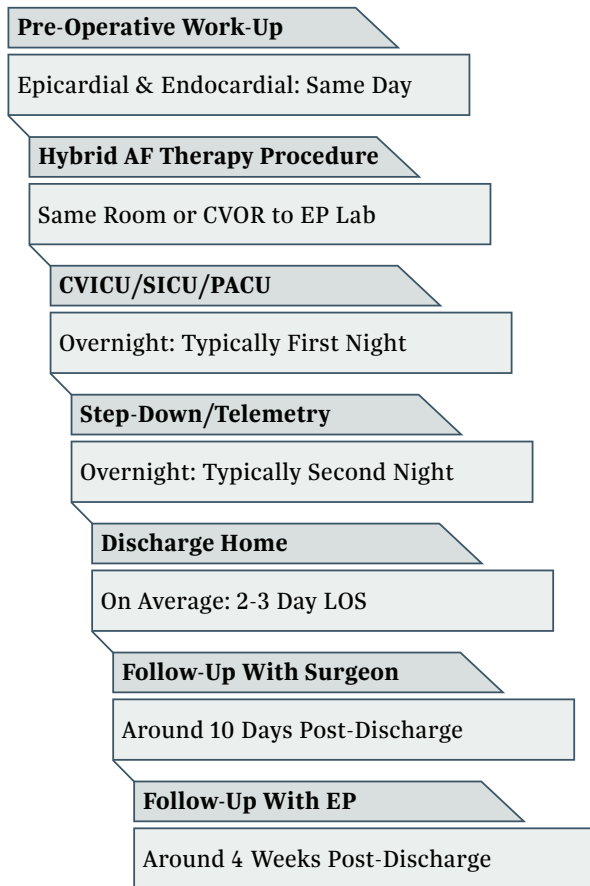 Pre-Operative Work-Up
Epicardial & Endocardial: Same Day
Hybrid AF Therapy Procedure
Same Room or CVOR to EP Lab
CVICU/SICU/PACU
Overnight: Typically First Night
Step-Down/Telemetry
Overnight: Typically Second Night
Discharge Home
On Average: 2-3 Day LOS
Follow-Up With Surgeon
Around 10 Days Post-Discharge
Follow-Up With EP
Around 4 Weeks Post-Discharge